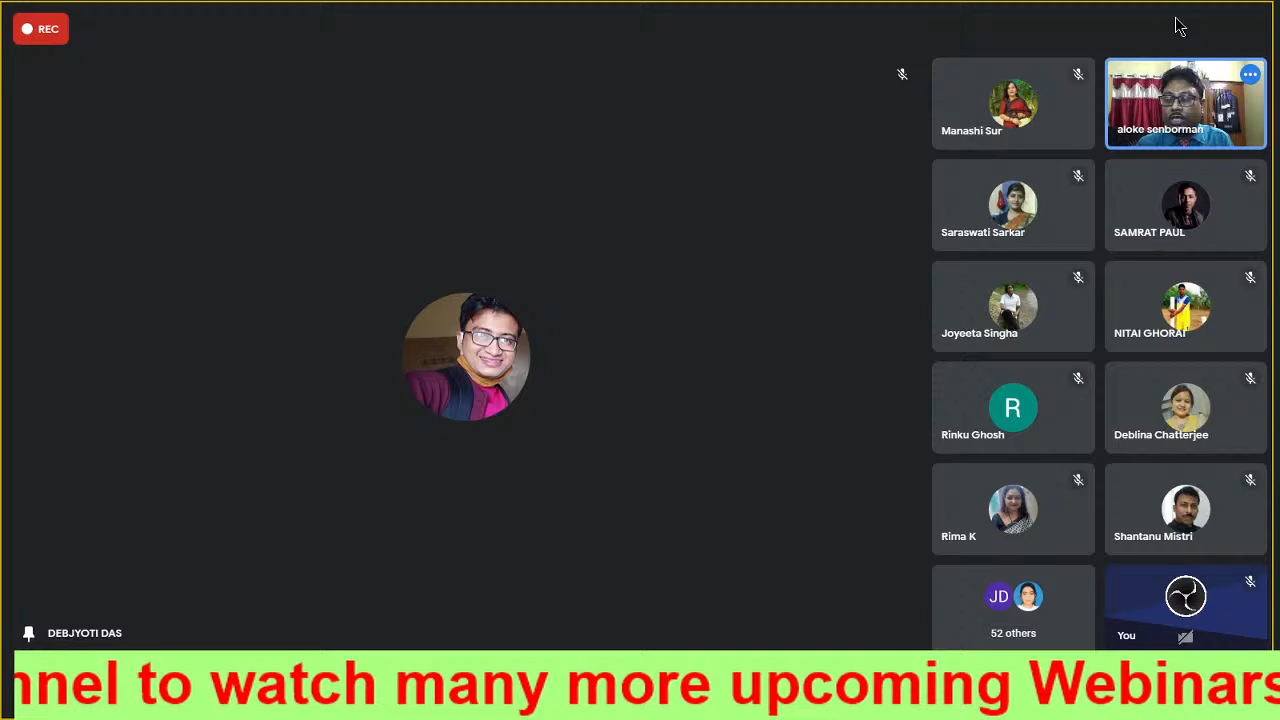 REC
Manashi Sur
aloke senborman
Saraswati Sarkar
SAMRAT PAUL
Joyeeta Singha
NITAI GHORAI
R
Rinku Ghosh
Deblina Chatterjee
Rima K
Shantanu Mistri
JD
52 others
You
DEBJYOTI DAS
nnel to watch many more upcoming Webinars